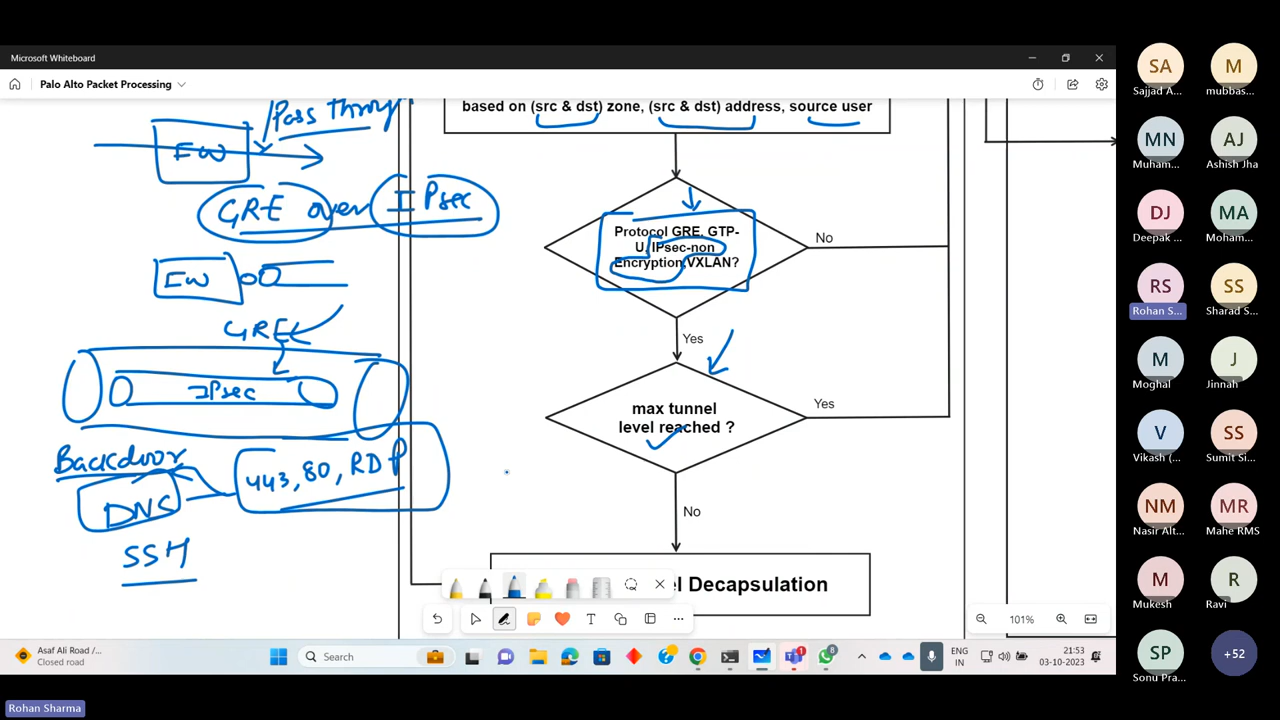 Microsoft Whiteboard
Palo Alto Packet Processing
Pass through
FW
GRE over IPsec
FW
GRE
IPsec
Backdoor
443, 80, RDP
DNS
SSH
based on (src & dst) zone, (src & dst) address, source user
Protocol GRE, GTP-
U, IPsec-non
Encryption,VXLAN?
No
Yes
max tunnel
level reached ?
Yes
No
el Decapsulation
101%
SA
Sajjad A...
M
mubbas...
MN
Muham...
AJ
Ashish Jha
DJ
Deepak ...
MA
Moham...
RS
Rohan S...
SS
Sharad S...
M
Moghal
J
Jinnah
V
Vikash (...
SS
Sumit Si...
NM
Nasir Alt...
MR
Mahe RMS
M
Mukesh
R
Ravi
SP
Sonu Pra...
+52
Asaf Ali Road /...
Closed road
Search
1
8
ENG
IN
21:53
03-10-2023
Rohan Sharma